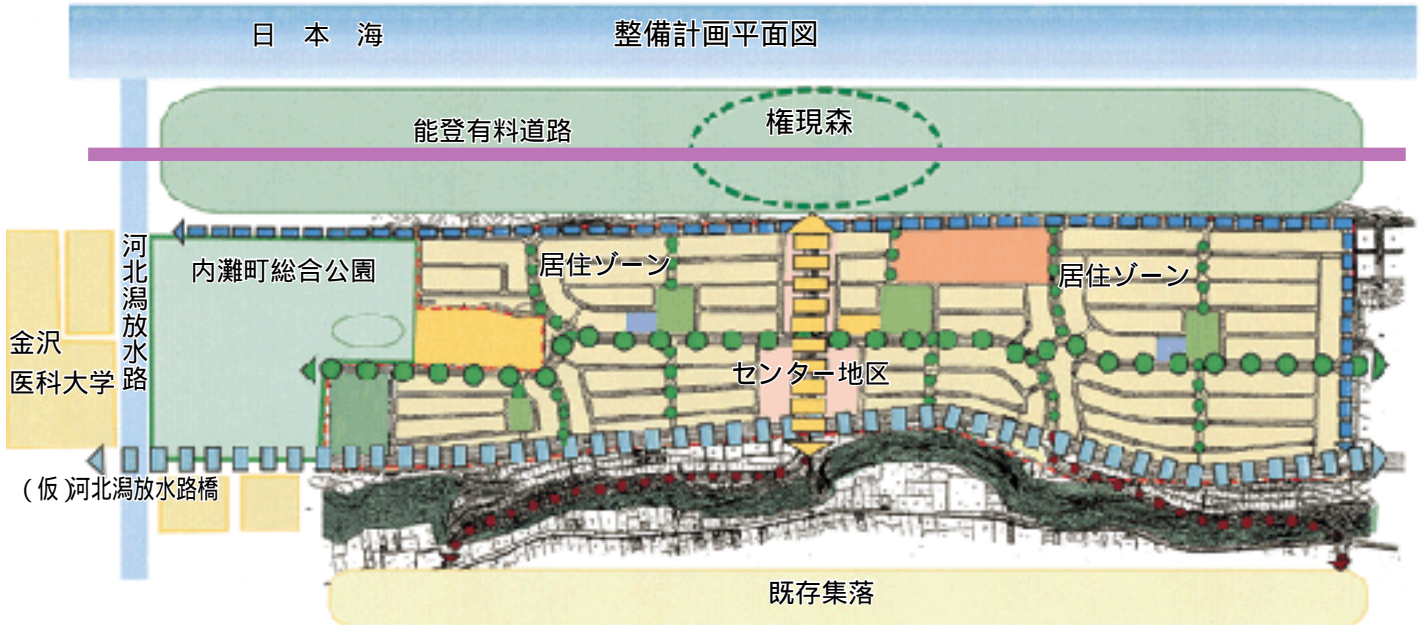 日本海
整備計画平面図
権現森
能登有料道路
河北潟放水路
内灘町総合公園
居住ゾーン
居住ゾーン
金沢
医科大学
センター地区
(仮)河北潟放水路橋
既存集落